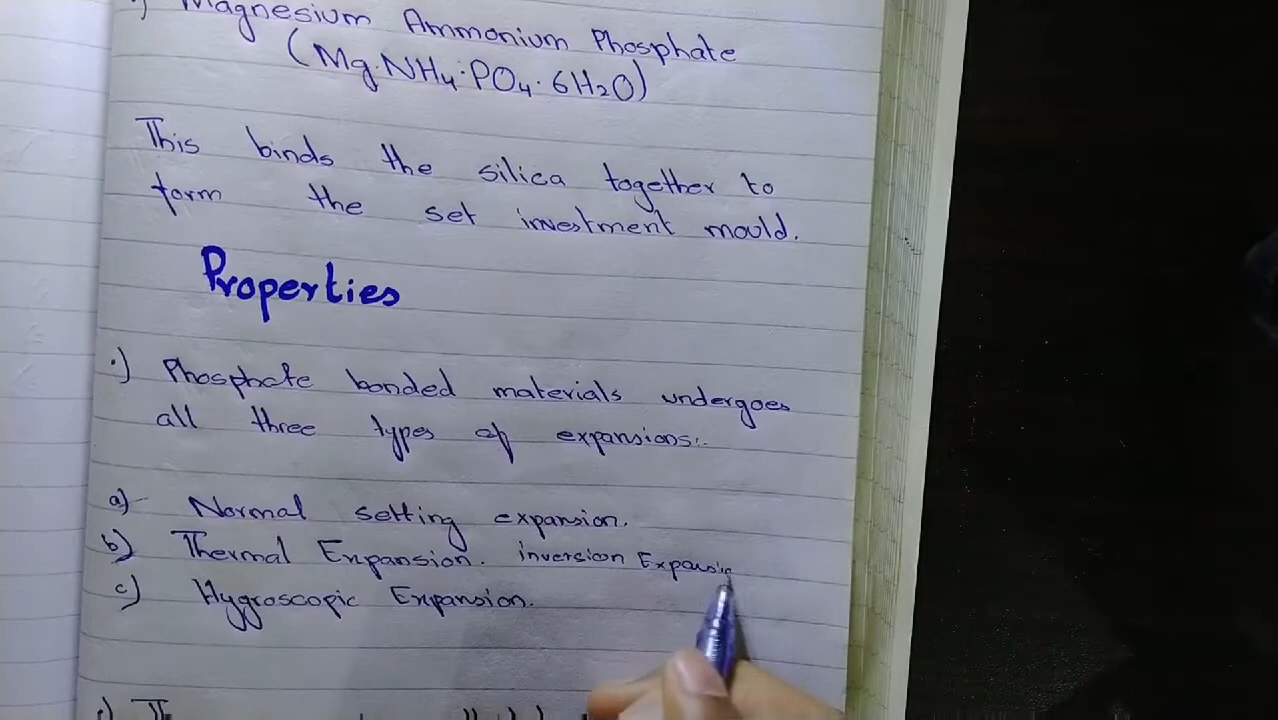 Magnesium Ammonium Phosphate
(Mg·NH4·PO4·6H2O)
This binds the silica together to
form the set investment mould.
Properties
•) Phosphate bonded materials undergoes
all three types of expansions:.
a) Normal setting expansion.
b) Thermal Expansion. inversion Expansi
c) Hygroscopic Expansion.